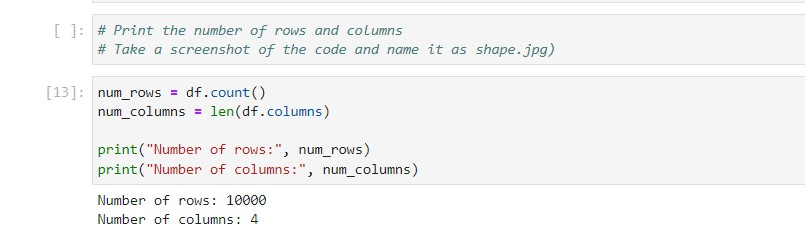 [ ]: # Print the number of rows and columns
# Take a screenshot of the code and name it as shape.jpg)
[13]: num_rows = df.count()
num_columns = len(df.columns)
print("Number of rows:", num_rows)
print("Number of columns:", num_columns)
Number of rows: 10000
Number of columns: 4